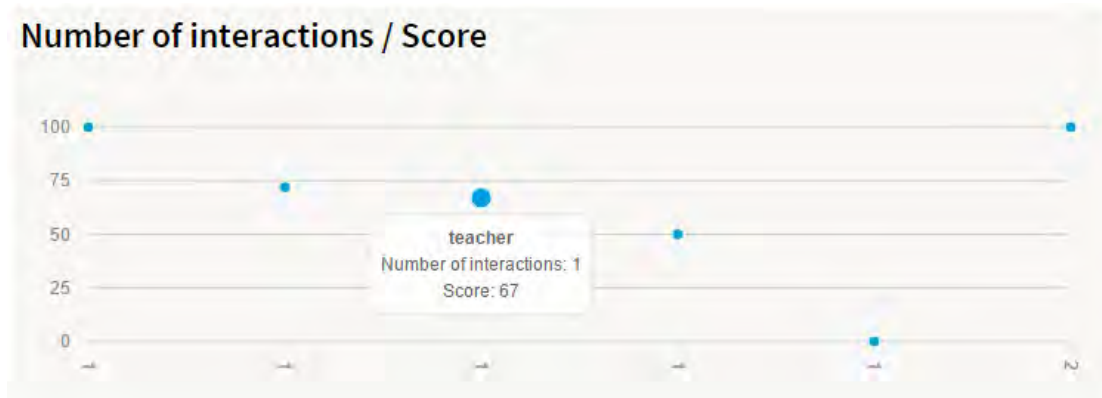 Number of interactions / Score
100
75
50
25
0
teacher
Number of interactions: 1
Score: 67
1 1 1 1 1 2